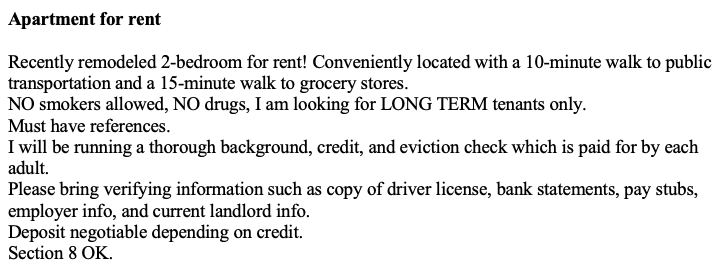 Apartment for rent
Recently remodeled 2-bedroom for rent! Conveniently located with a 10-minute walk to public
transportation and a 15-minute walk to grocery stores.
NO smokers allowed, NO drugs, I am looking for LONG TERM tenants only.
Must have references.
I will be running a thorough background, credit, and eviction check which is paid for by each
adult.
Please bring verifying information such as copy of driver license, bank statements, pay stubs,
employer info, and current landlord info.
Deposit negotiable depending on credit.
Section 8 OK.